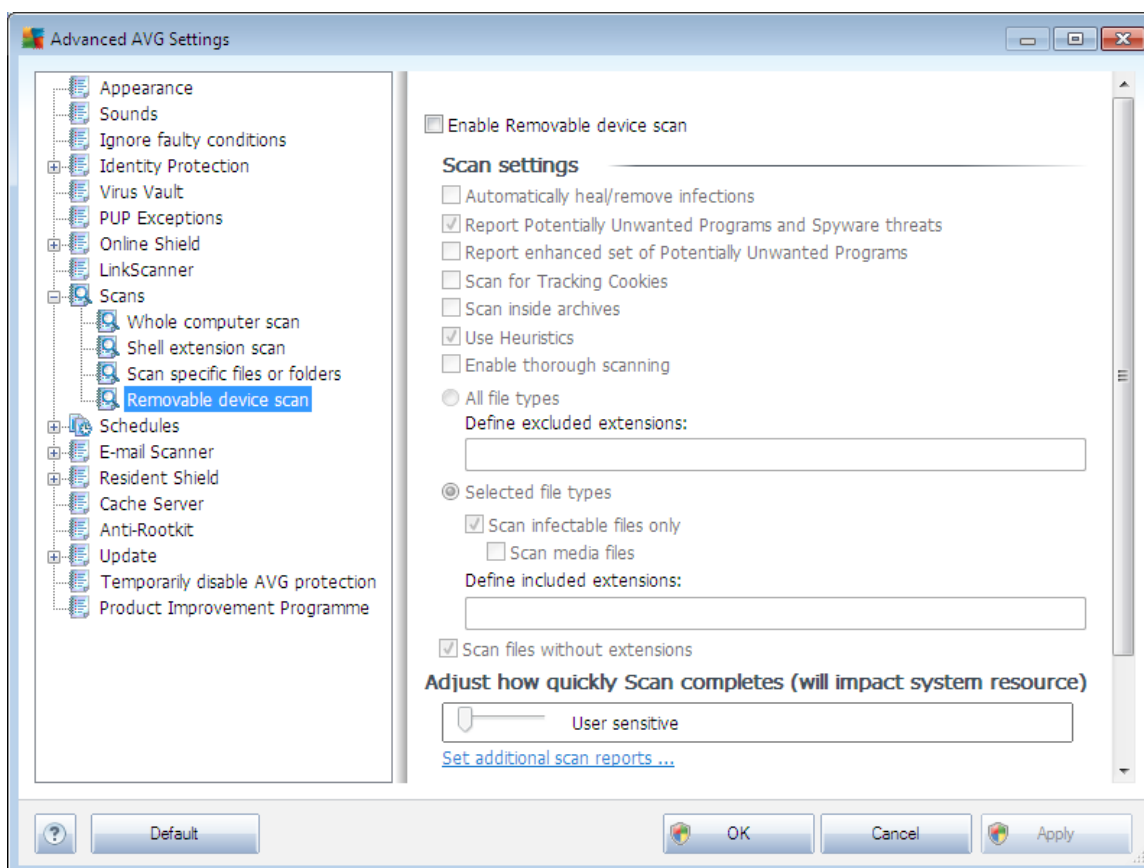 Advanced AVG Settings
Appearance
Sounds
Ignore faulty conditions
Identity Protection
Virus Vault
PUP Exceptions
Online Shield
LinkScanner
Scans
Whole computer scan
Shell extension scan
Scan specific files or folders
Removable device scan
Schedules
E-mail Scanner
Resident Shield
Cache Server
Anti-Rootkit
Update
Temporarily disable AVG protection
Product Improvement Programme
Enable Removable device scan
Scan settings
Automatically heal/remove infections
Report Potentially Unwanted Programs and Spyware threats
Report enhanced set of Potentially Unwanted Programs
Scan for Tracking Cookies
Scan inside archives
Use Heuristics
Enable thorough scanning
All file types
Define excluded extensions:
Selected file types
Scan infectable files only
Scan media files
Define included extensions:
Scan files without extensions
Adjust how quickly Scan completes (will impact system resource)
User sensitive
Set additional scan reports ...
?
Default
OK
Cancel
Apply